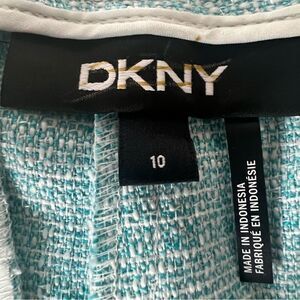 DKNY
10
MADE IN INDONESIA
FABRIQUÉ EN INDONÉSIE